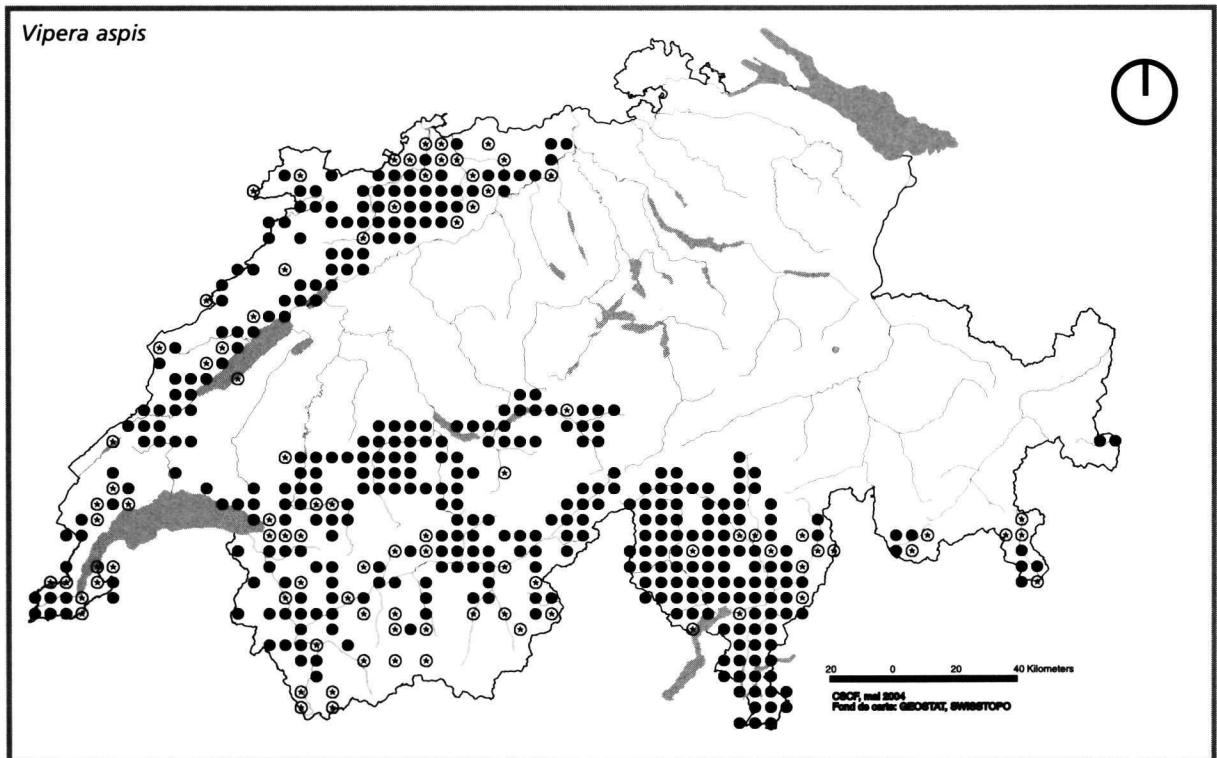 Vipera aspis
20 0 20 40 Kilometers
CSCF, mai 2004
Fond de carte: GEOSTAT, SWISSTOPO